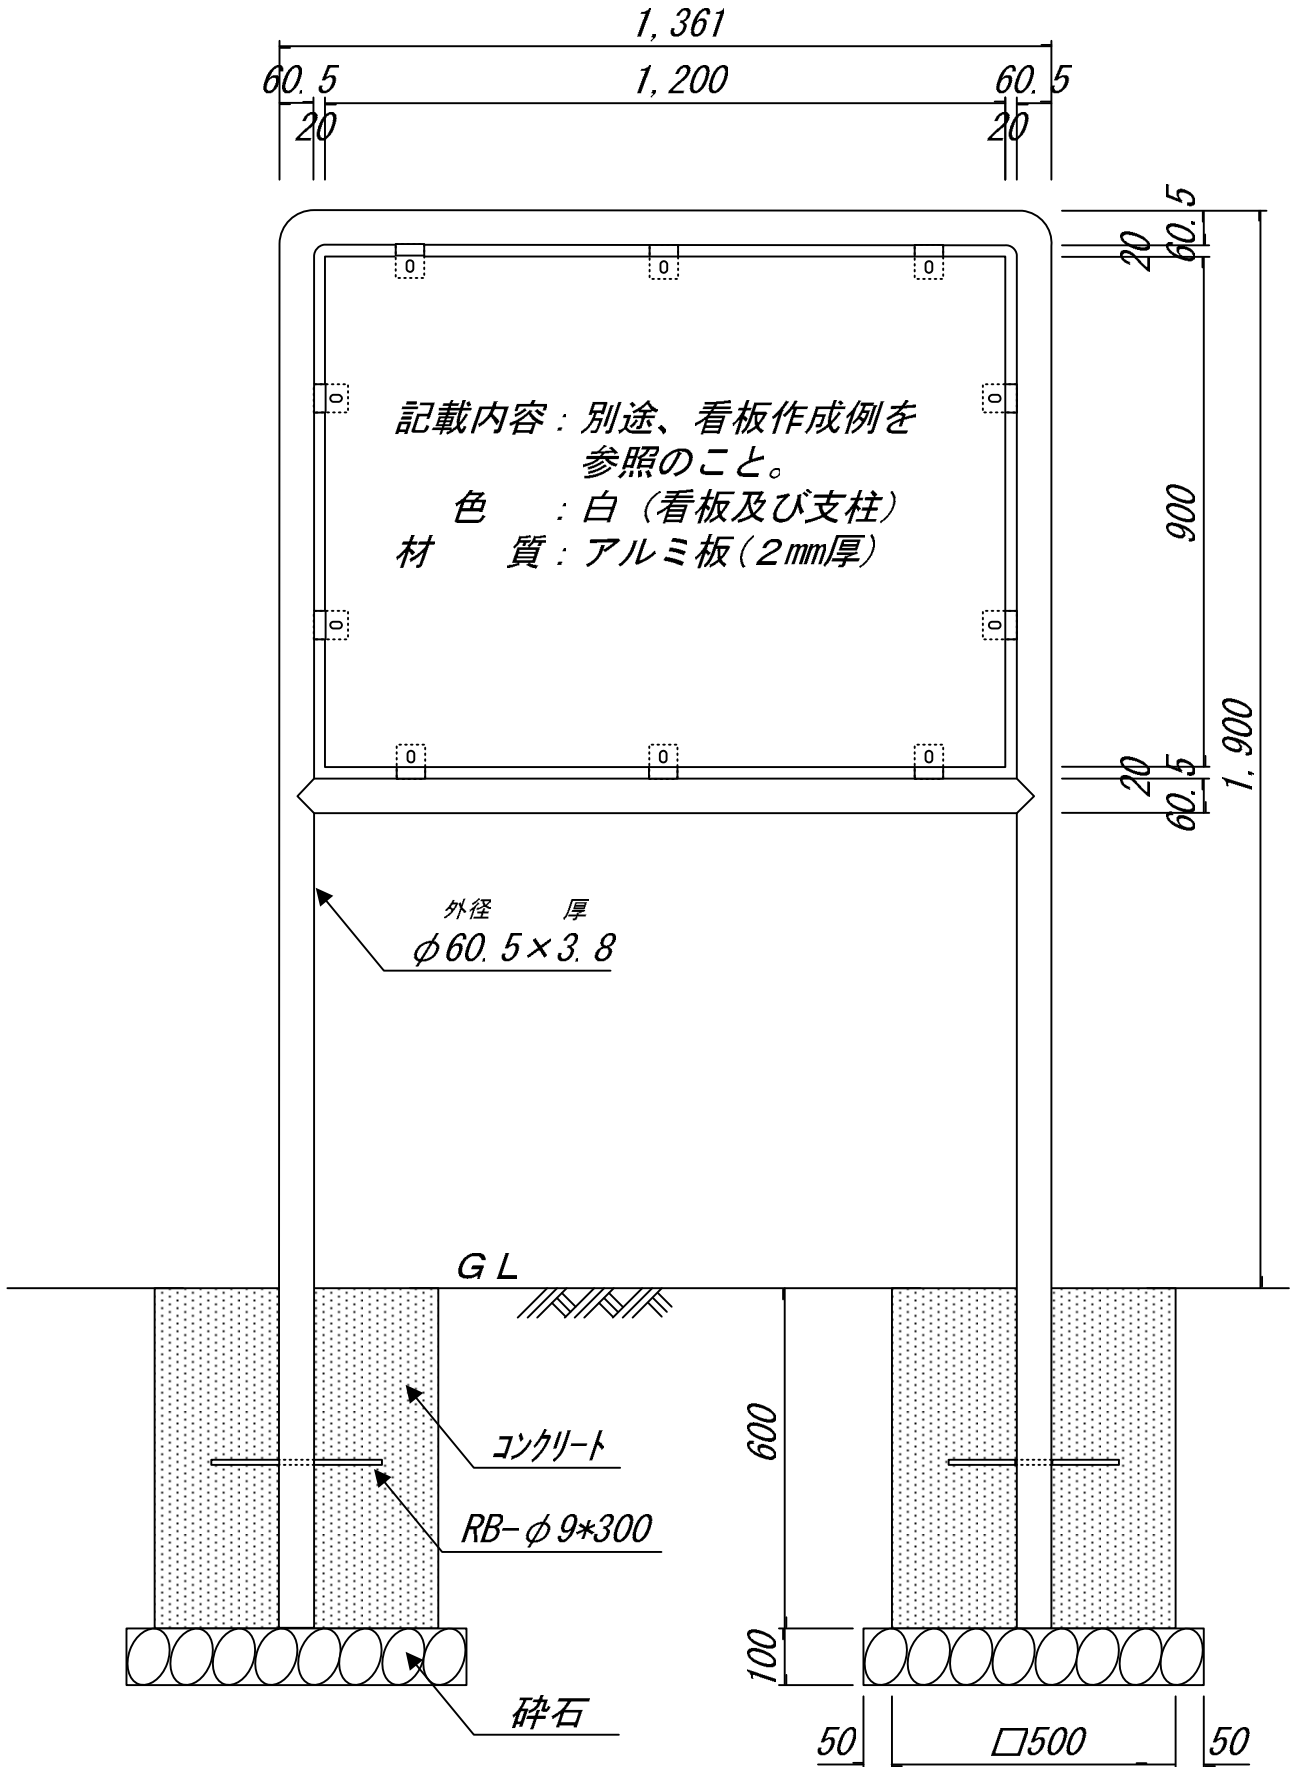 1,361
60.5
1,200
60.5
20
20
60.5
20
記載内容：別途、看板作成例を
参照のこと。
色　　：白（看板及び支柱）
材　　質：アルミ板（２mm厚）
900
1,900
20
60.5
外径　　厚
φ60.5×3.8
ＧＬ
コンクリート
600
RB-φ9*300
100
砕石
50
□500
50